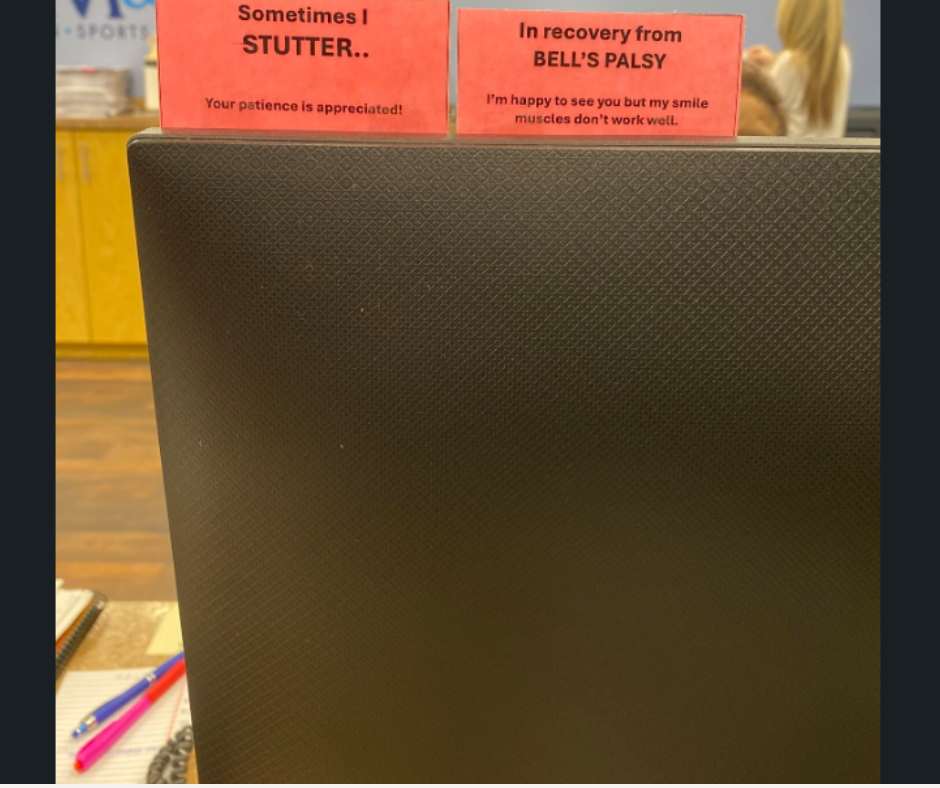 Sometimes I
STUTTER..
Your patience is appreciated!
In recovery from
BELL'S PALSY
I'm happy to see you but my smile
muscles don't work well.
SPORTS